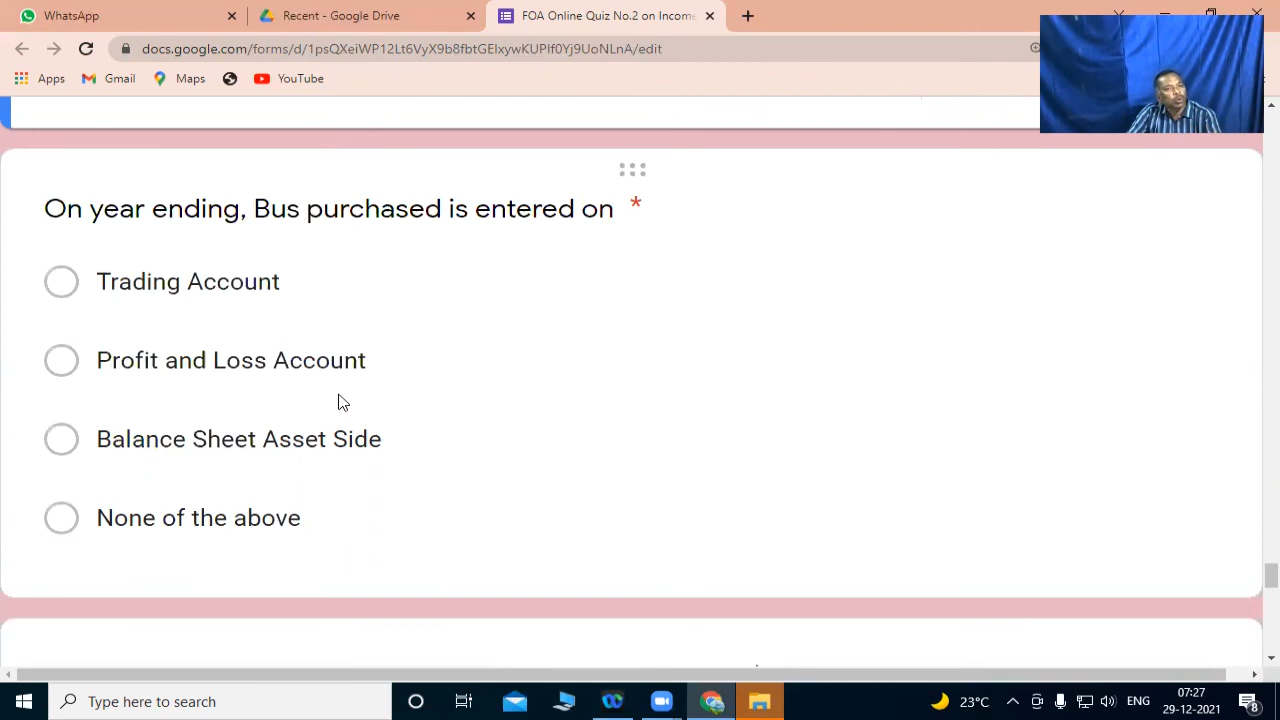 WhatsApp
Recent - Google Drive
FOA Online Quiz No.2 on Incom
docs.google.com/forms/d/
/edit
Apps
Gmail
Maps
YouTube
On year ending, Bus purchased is entered on *
Trading Account
Profit and Loss Account
Balance Sheet Asset Side
None of the above
Type here to search
23°C
ENG
07:27
29-12-2021
8